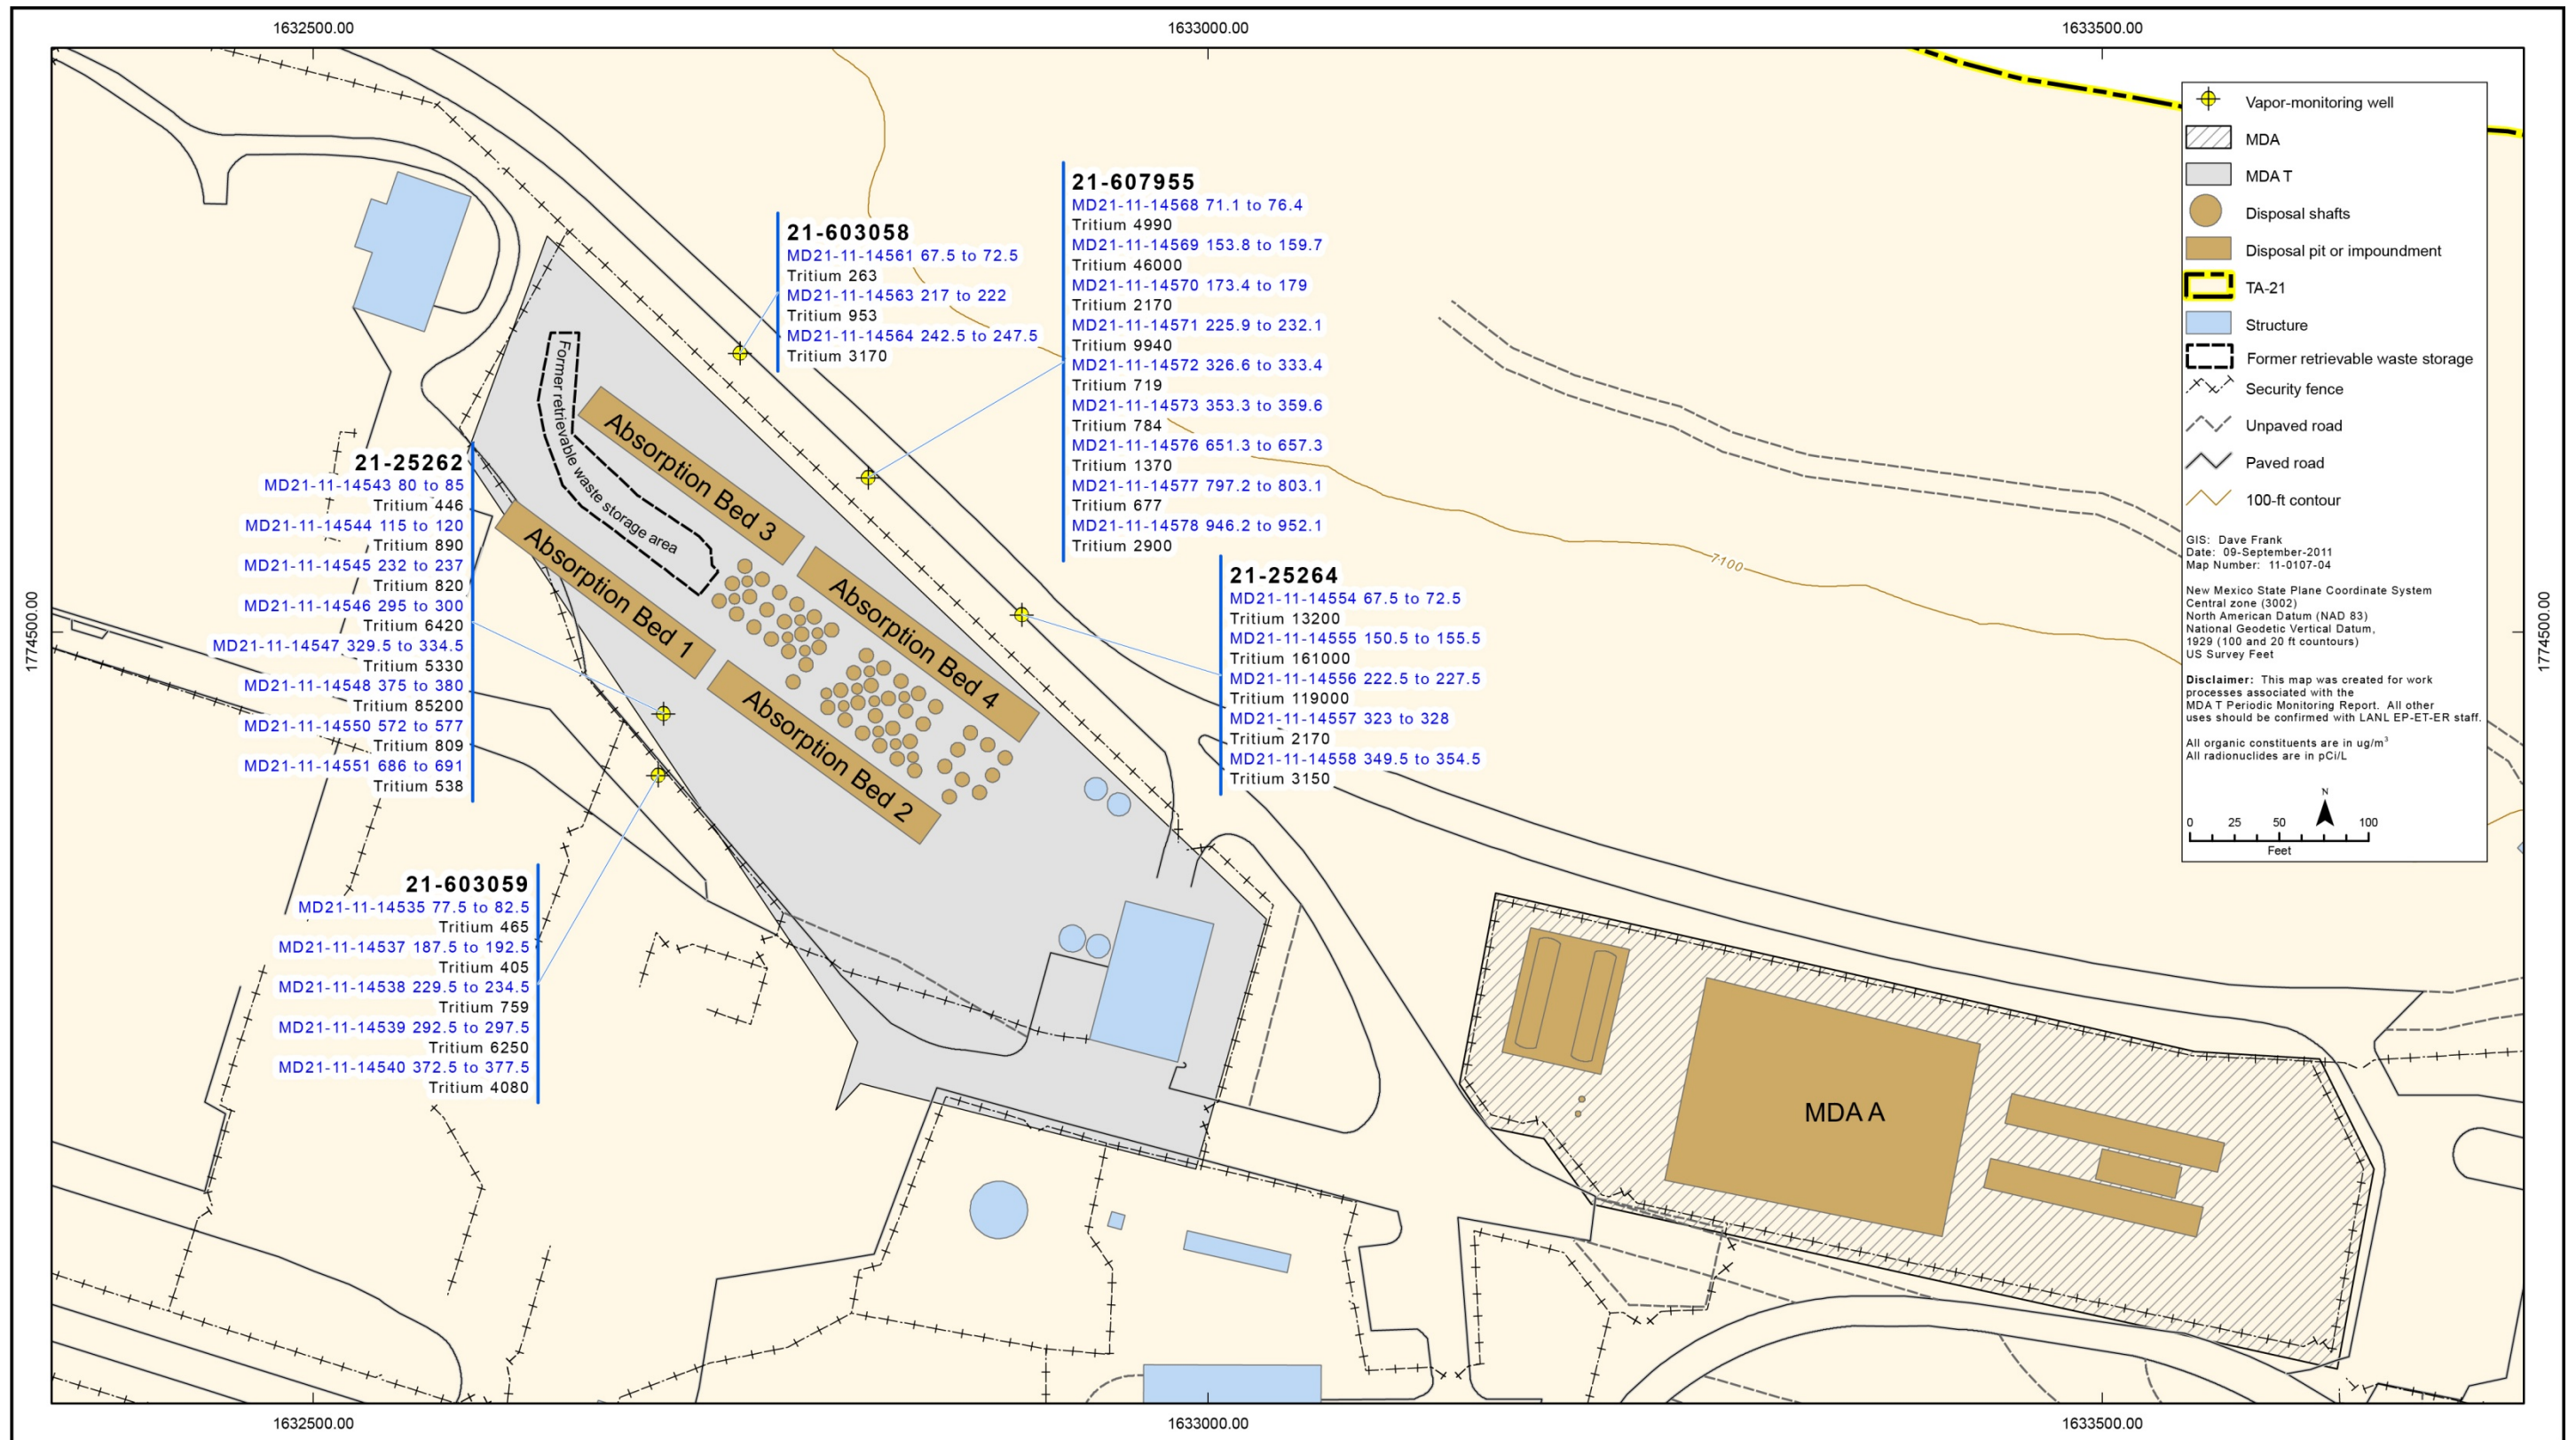 1632500.00
1633000.00
1633500.00
21-603058
MD21-11-14561 67.5 to 72.5
Tritium 263
MD21-11-14563 217 to 222
Tritium 953
MD21-11-14564 242.5 to 247.5
Tritium 3170
21-607955
MD21-11-14568 71.1 to 76.4
Tritium 4990
MD21-11-14569 153.8 to 159.7
Tritium 46000
MD21-11-14570 173.4 to 179
Tritium 2170
MD21-11-14571 225.9 to 232.1
Tritium 9940
MD21-11-14572 326.6 to 333.4
Tritium 719
MD21-11-14573 353.3 to 359.6
Tritium 784
MD21-11-14576 651.3 to 657.3
Tritium 1370
MD21-11-14577 797.2 to 803.1
Tritium 677
MD21-11-14578 946.2 to 952.1
Tritium 2900
21-25262
MD21-11-14543 80 to 85
Tritium 446
MD21-11-14544 115 to 120
Tritium 890
MD21-11-14545 232 to 237
Tritium 820
MD21-11-14546 295 to 300
Tritium 6420
MD21-11-14547 329.5 to 334.5
Tritium 5330
MD21-11-14548 375 to 380
Tritium 85200
MD21-11-14550 572 to 577
Tritium 809
MD21-11-14551 686 to 691
Tritium 538
21-25264
MD21-11-14554 67.5 to 72.5
Tritium 13200
MD21-11-14555 150.5 to 155.5
Tritium 161000
MD21-11-14556 222.5 to 227.5
Tritium 119000
MD21-11-14557 323 to 328
Tritium 2170
MD21-11-14558 349.5 to 354.5
Tritium 3150
21-603059
MD21-11-14535 77.5 to 82.5
Tritium 465
MD21-11-14537 187.5 to 192.5
Tritium 405
MD21-11-14538 229.5 to 234.5
Tritium 759
MD21-11-14539 292.5 to 297.5
Tritium 6250
MD21-11-14540 372.5 to 377.5
Tritium 4080
Former retrievable waste storage area
Absorption Bed 3
Absorption Bed 1
Absorption Bed 4
Absorption Bed 2
7100
MDA A
1774500.00
1774500.00
Vapor-monitoring well
MDA
MDA T
Disposal shafts
Disposal pit or impoundment
TA-21
Structure
Former retrievable waste storage
Security fence
Unpaved road
Paved road
100-ft contour
GIS: Dave Frank
Date: 09-September-2011
Map Number: 11-0107-04
New Mexico State Plane Coordinate System
Central zone (3002)
North American Datum (NAD 83)
National Geodetic Vertical Datum,
1929 (100 and 20 ft countours)
US Survey Feet
Disclaimer: This map was created for work
processes associated with the
MDA T Periodic Monitoring Report. All other
uses should be confirmed with LANL EP-ET-ER staff.
All organic constituents are in ug/m³
All radionuclides are in pCi/L
N
0 25 50 100
Feet
1632500.00
1633000.00
1633500.00